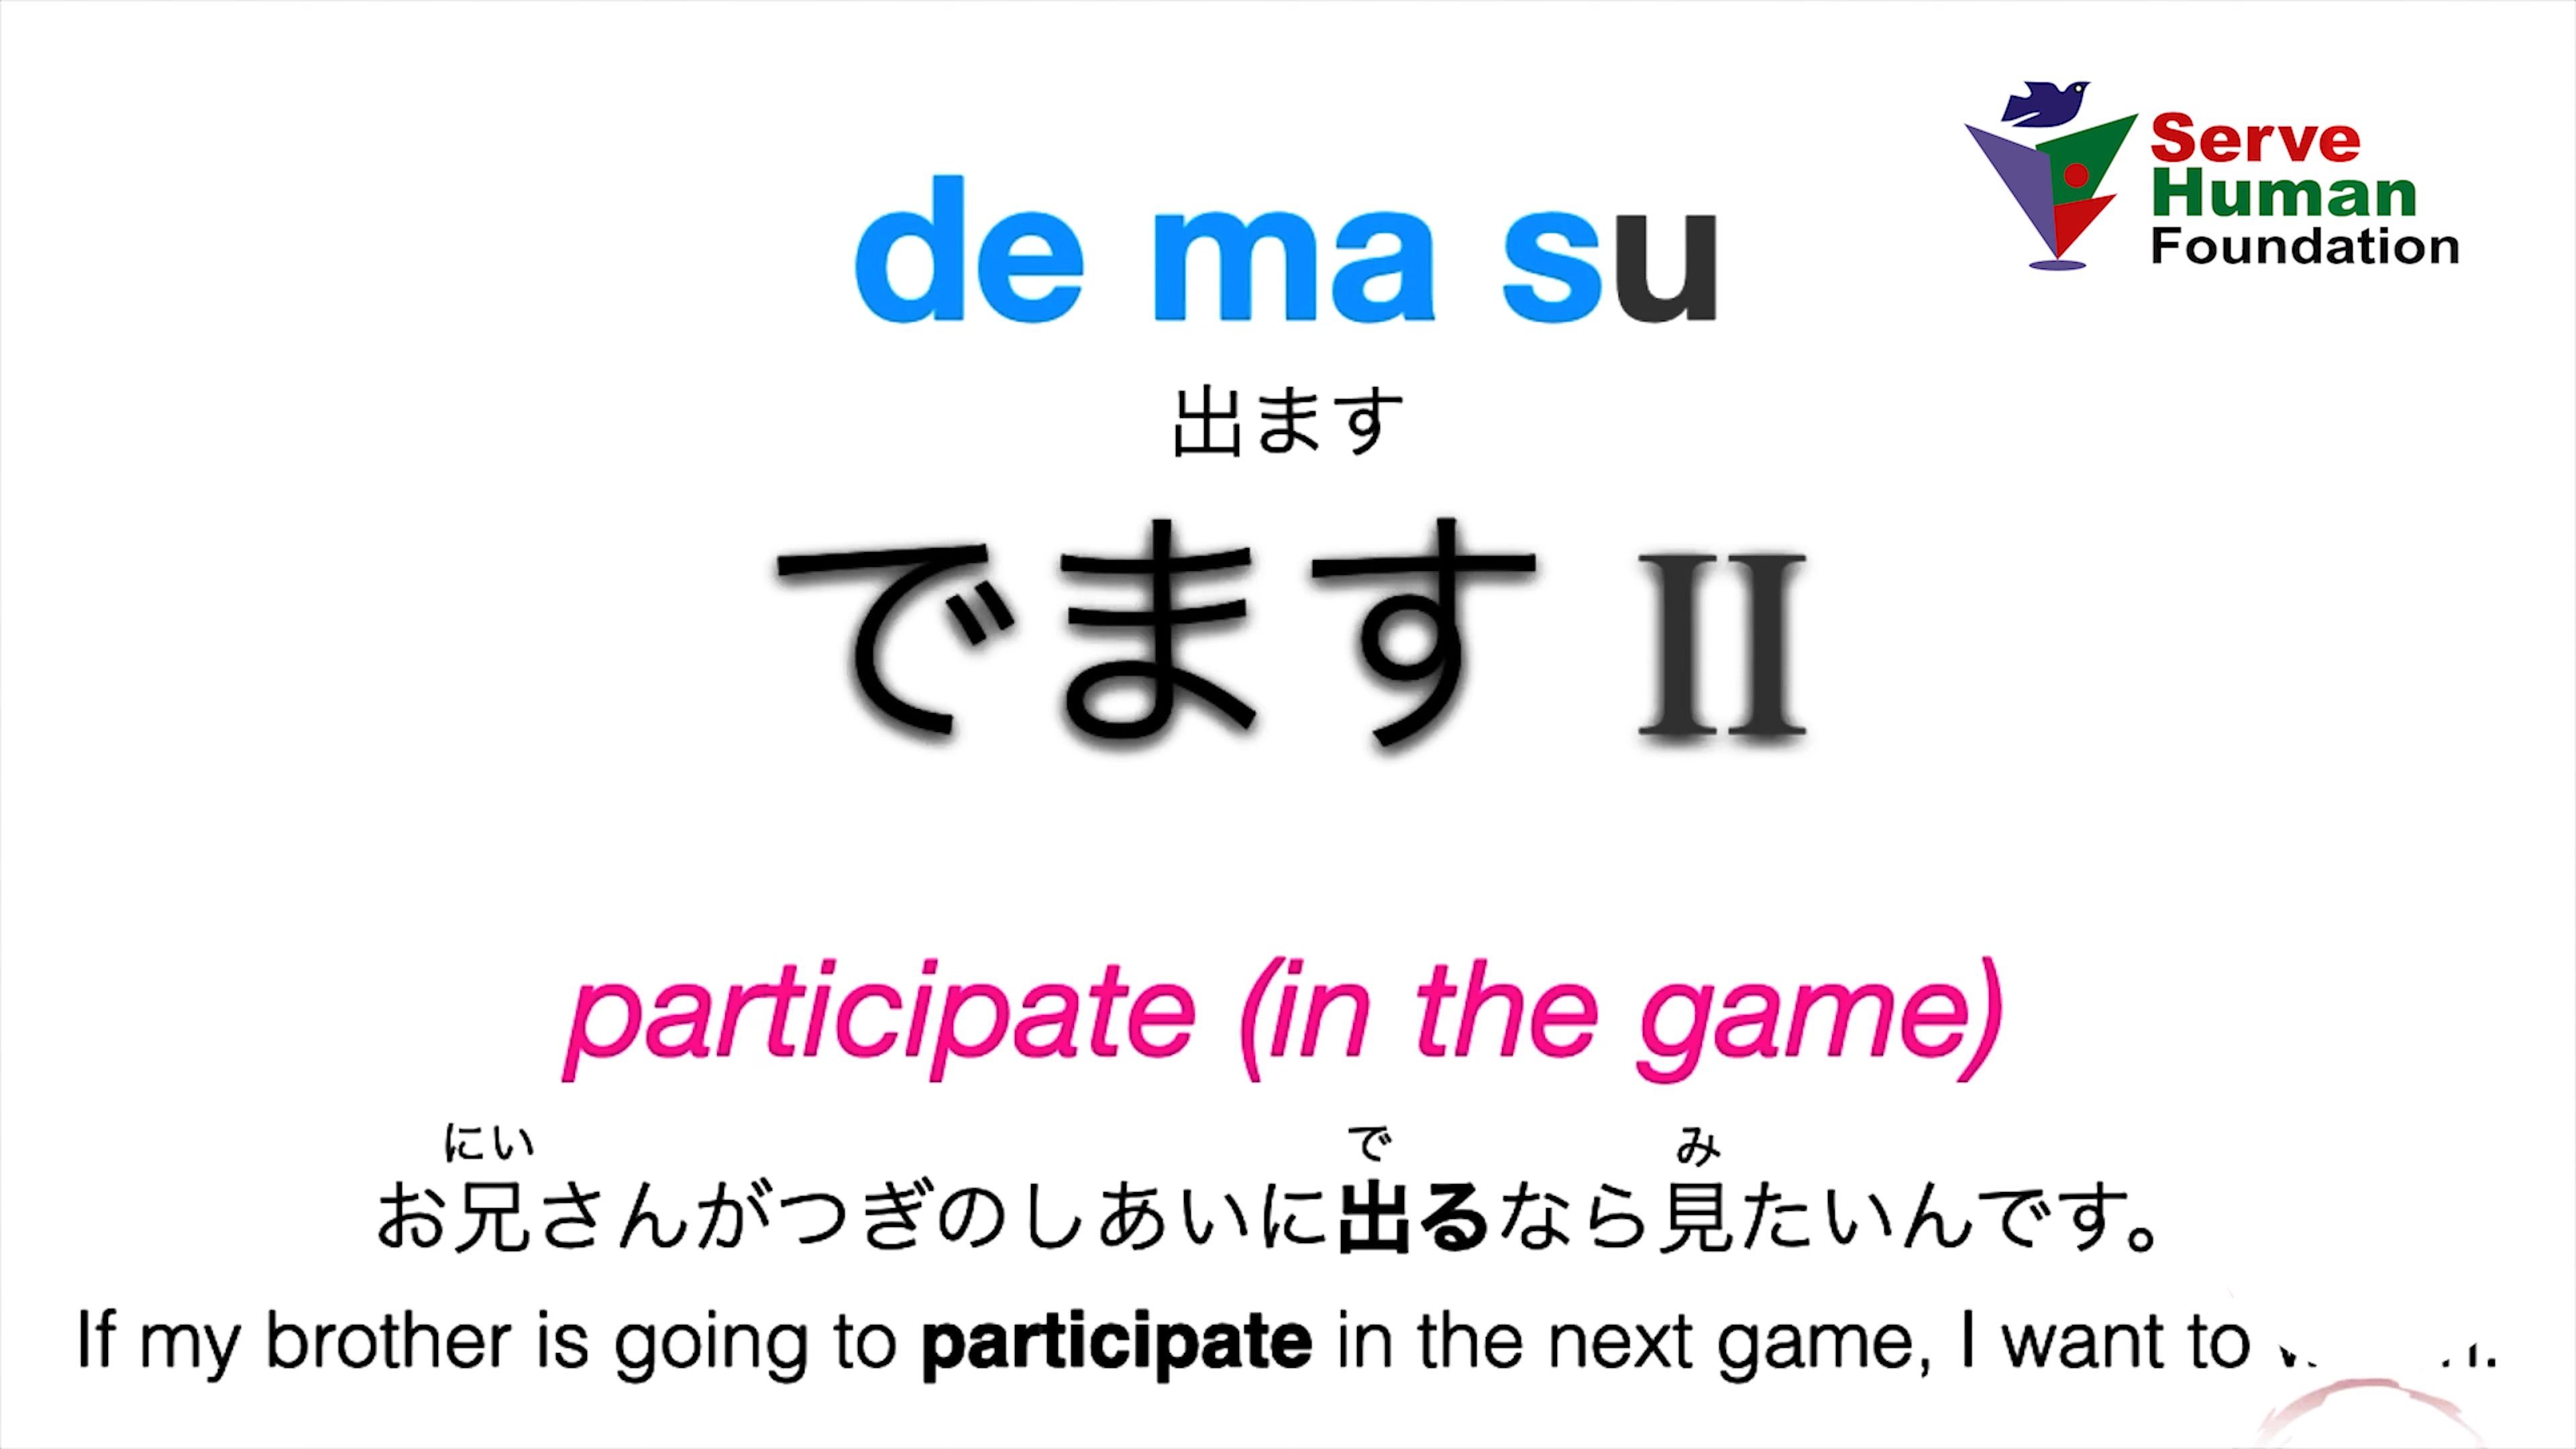 Serve
Human
Foundation
de ma su
出ます
でます II
participate (in the game)
にい で み
お兄さんがつぎのしあいに出るなら見たいんです。
If my brother is going to participate in the next game, I want to